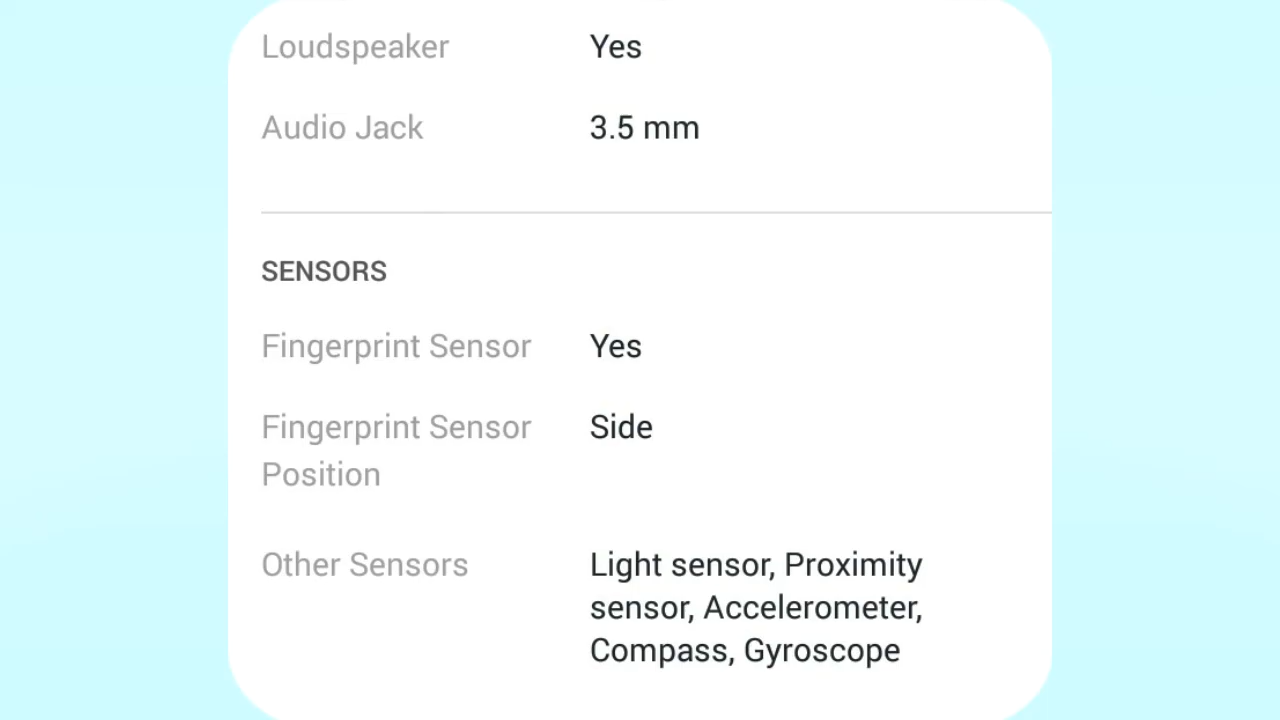 Loudspeaker Yes
Audio Jack 3.5 mm
SENSORS
Fingerprint Sensor Yes
Fingerprint Sensor Side
Position
Other Sensors Light sensor, Proximity
sensor, Accelerometer,
Compass, Gyroscope